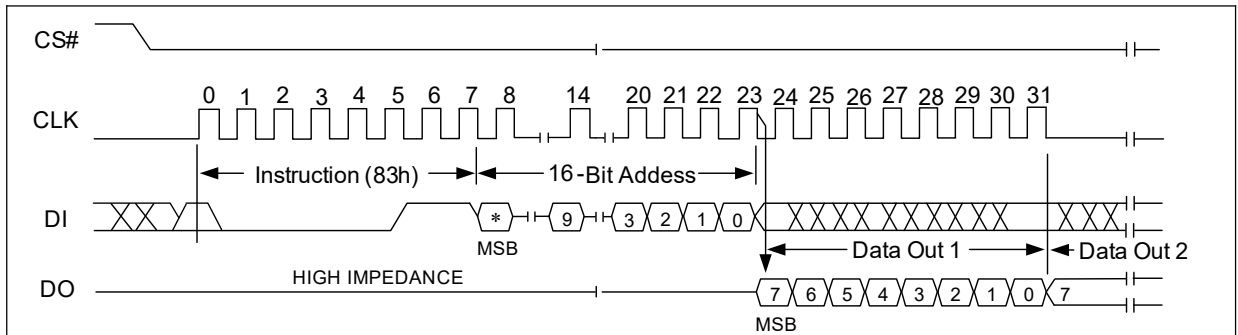 CS#
0 1 2 3 4 5 6 7 8 14 20 21 22 23 24 25 26 27 28 29 30 31
CLK
Instruction (83h) 16-Bit Addess
DI * 9 3 2 1 0
MSB Data Out 1 Data Out 2
HIGH IMPEDANCE
DO 7 6 5 4 3 2 1 0 7
MSB